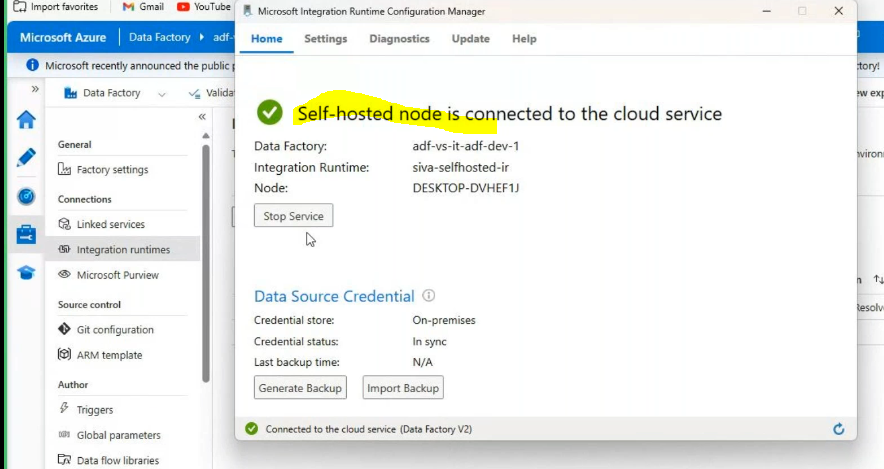 Import favorites
Gmail
YouTube
Microsoft Azure
Data Factory
Microsoft recently announced the public
Data Factory
General
Factory settings
Connections
Linked services
Integration runtimes
Microsoft Purview
Source control
Git configuration
ARM template
Author
Triggers
Global parameters
Data flow libraries
Microsoft Integration Runtime Configuration Manager
Home Settings Diagnostics Update Help
Self-hosted node is connected to the cloud service
Data Factory: adf-vs-it-adf-dev-1
Integration Runtime: siva-selfhosted-ir
Node: DESKTOP-DVHEF1J
Stop Service
Data Source Credential
Credential store: On-premises
Credential status: In sync
Last backup time: N/A
Generate Backup Import Backup
Connected to the cloud service (Data Factory V2)